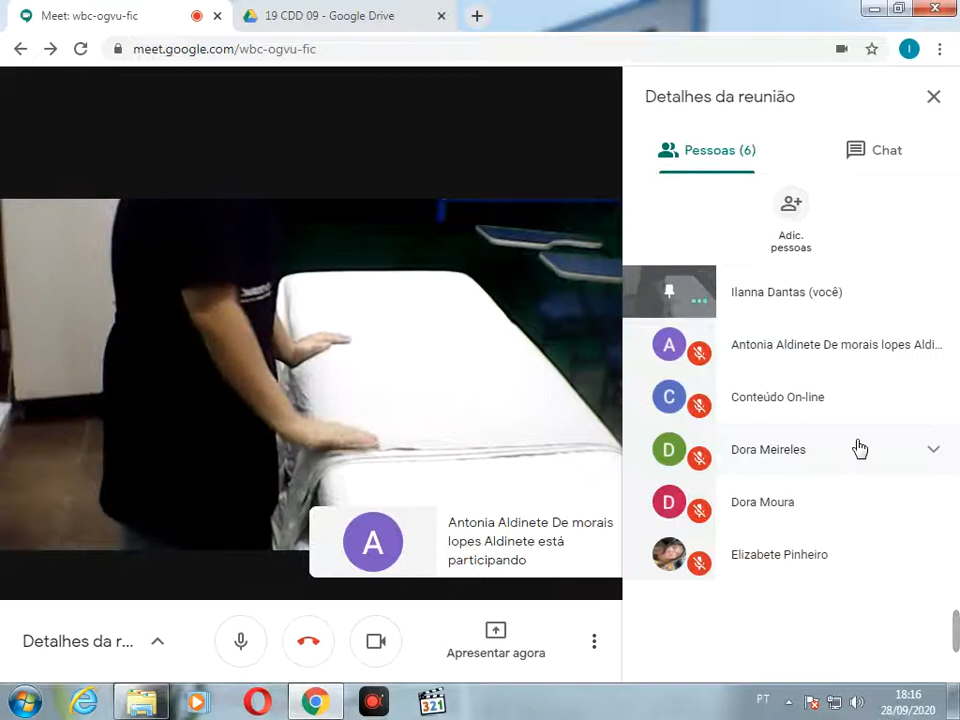 Meet: wbc-ogvu-fic
19 CDD 09 - Google Drive
meet.google.com/wbc-ogvu-fic
I
Detalhes da reunião
Pessoas (6)
Chat
Adic.
pessoas
Ilanna Dantas (você)
A
Antonia Aldinete De morais lopes Aldi...
C
Conteúdo On-line
D
Dora Meireles
D
Dora Moura
Elizabete Pinheiro
A
Antonia Aldinete De morais
lopes Aldinete está
participando
Detalhes da r...
Apresentar agora
321
PT
18:16
28/09/2020